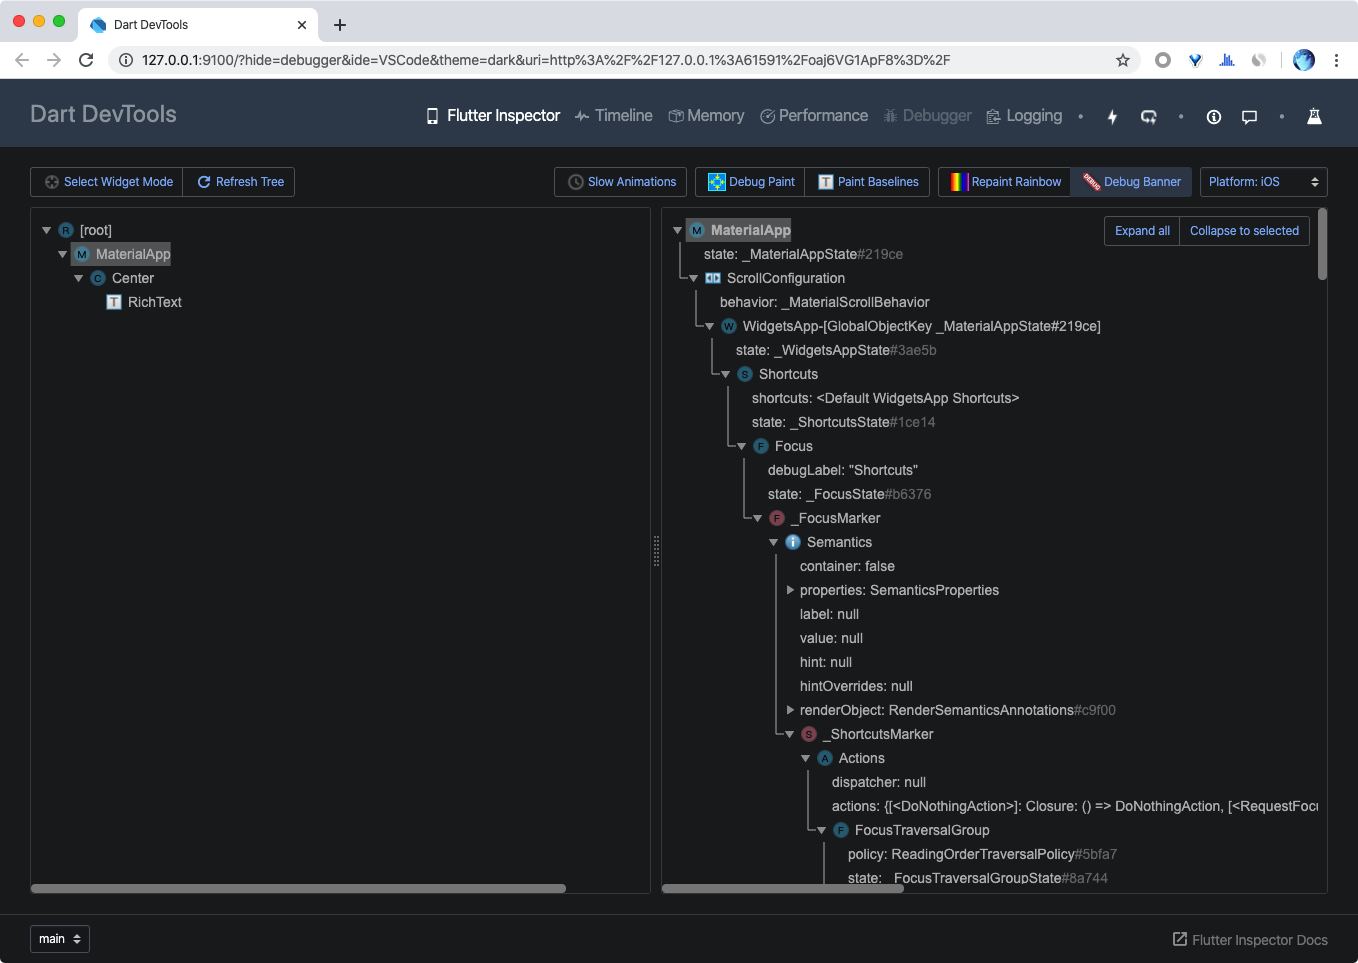 Dart DevTools
127.0.0.1:9100/?hide=debugger&ide=VSCode&theme=dark&uri=http%3A%2F%2F127.0.0.1%3A61591%2Foaj6VG1ApF8%3D%2F
Dart DevTools
Flutter Inspector
Timeline
Memory
Performance
Debugger
Logging
Select Widget Mode
Refresh Tree
Slow Animations
Debug Paint
Paint Baselines
Repaint Rainbow
Debug Banner
Platform: iOS
[root]
MaterialApp
Center
RichText
Expand all
Collapse to selected
MaterialApp
state: _MaterialAppState#219ce
ScrollConfiguration
behavior: _MaterialScrollBehavior
WidgetsApp-[GlobalObjectKey _MaterialAppState#219ce]
state: _WidgetsAppState#3ae5b
Shortcuts
shortcuts: <Default WidgetsApp Shortcuts>
state: _ShortcutsState#1ce14
Focus
debugLabel: "Shortcuts"
state: _FocusState#b6376
_FocusMarker
Semantics
container: false
properties: SemanticsProperties
label: null
value: null
hint: null
hintOverrides: null
renderObject: RenderSemanticsAnnotations#c9f00
_ShortcutsMarker
Actions
dispatcher: null
actions: {[<DoNothingAction>]: Closure: () => DoNothingAction, [<RequestFocu
FocusTraversalGroup
policy: ReadingOrderTraversalPolicy#5bfa7
state: _FocusTraversalGroupState#8a744
main
Flutter Inspector Docs